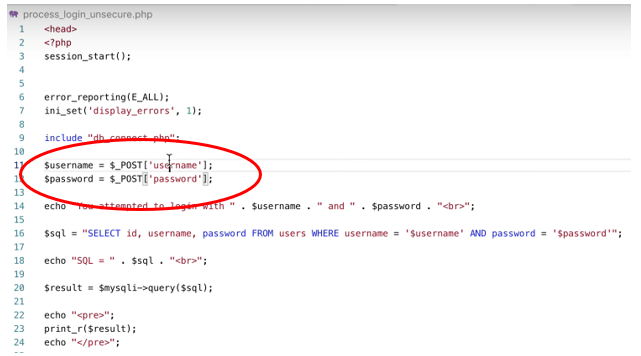 process_login_unsecure.php
1 <head>
2 <?php
3 session_start();
4
5
6 error_reporting(E_ALL);
7 ini_set('display_errors', 1);
8
9 include "db_connect.php";
10
11 $username = $_POST['username'];
12 $password = $_POST['password'];
13
14 echo "You attempted to login with " . $username . " and " . $password . "<br>";
15
16 $sql = "SELECT id, username, password FROM users WHERE username = '$username' AND password = '$password'";
17
18 echo "SQL = " . $sql . "<br>";
19
20 $result = $mysqli->query($sql);
21
22 echo "<pre>";
23 print_r($result);
24 echo "</pre>";